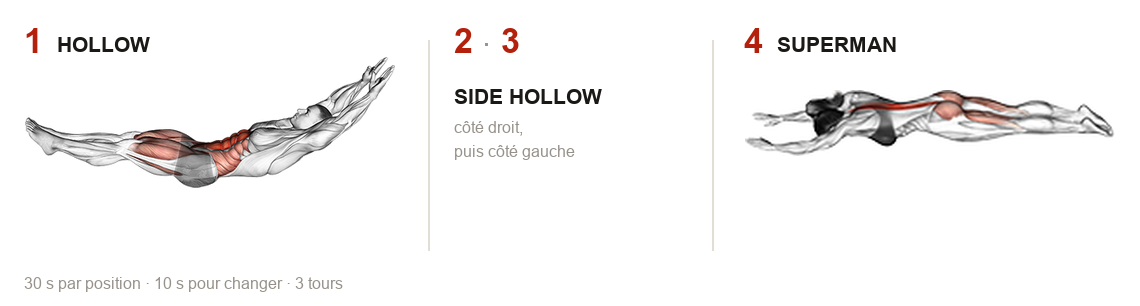 1 HOLLOW
2 · 3
SIDE HOLLOW
côté droit,
puis côté gauche
4 SUPERMAN
30 s par position · 10 s pour changer · 3 tours